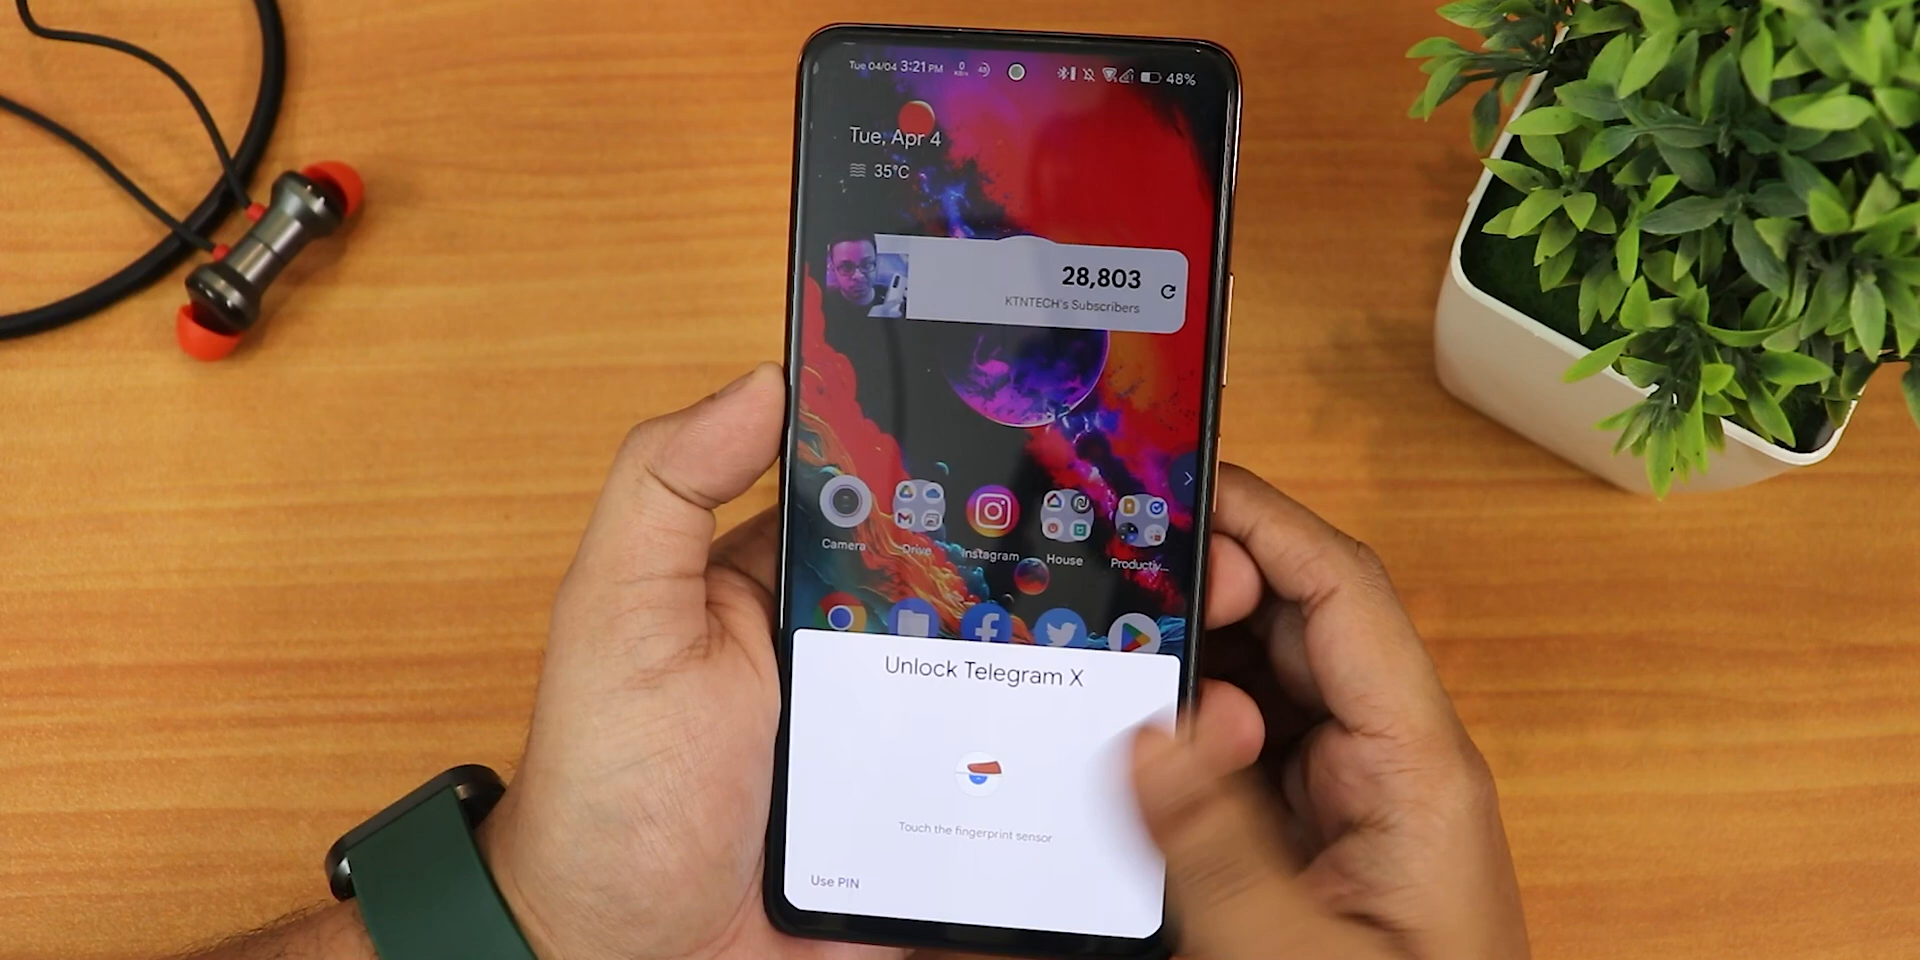 Tue 04/04 3:21 PM
48%
Tue, Apr 4
35°C
28,803
KTNTECH's Subscribers
Camera
Drive
Instagram
House
Productiv...
Unlock Telegram X
Touch the fingerprint sensor
Use PIN